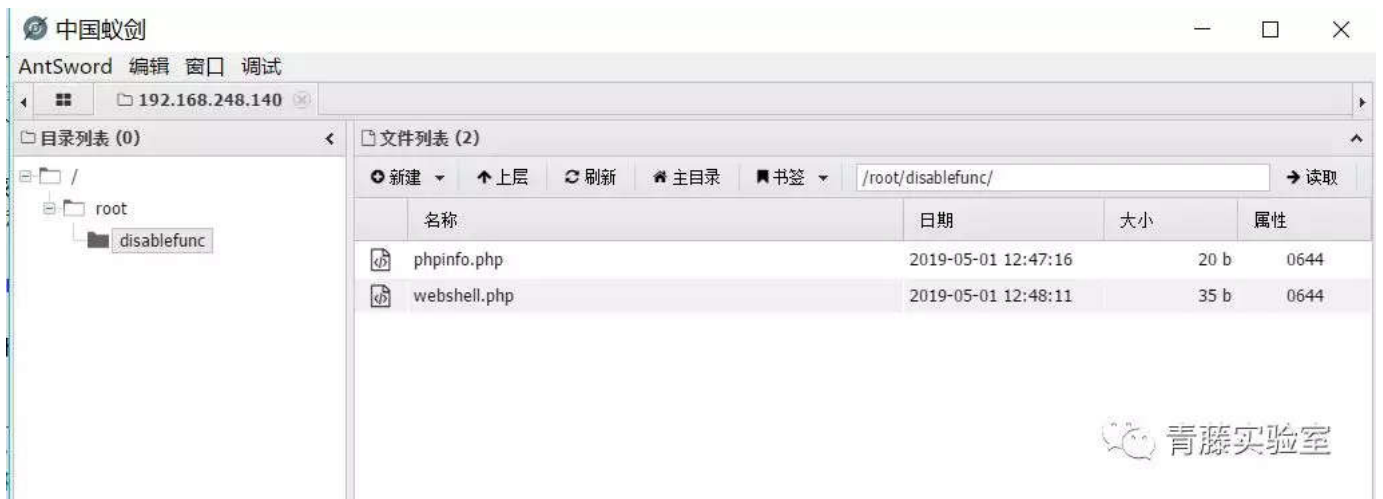 中国蚁剑
AntSword 编辑 窗口 调试
192.168.248.140
目录列表 (0)
文件列表 (2)
新建 上层 刷新 主目录 书签 /root/disablefunc/ 读取
/
root
disablefunc
名称 日期 大小 属性
phpinfo.php 2019-05-01 12:47:16 20 b 0644
webshell.php 2019-05-01 12:48:11 35 b 0644
青藤实验室